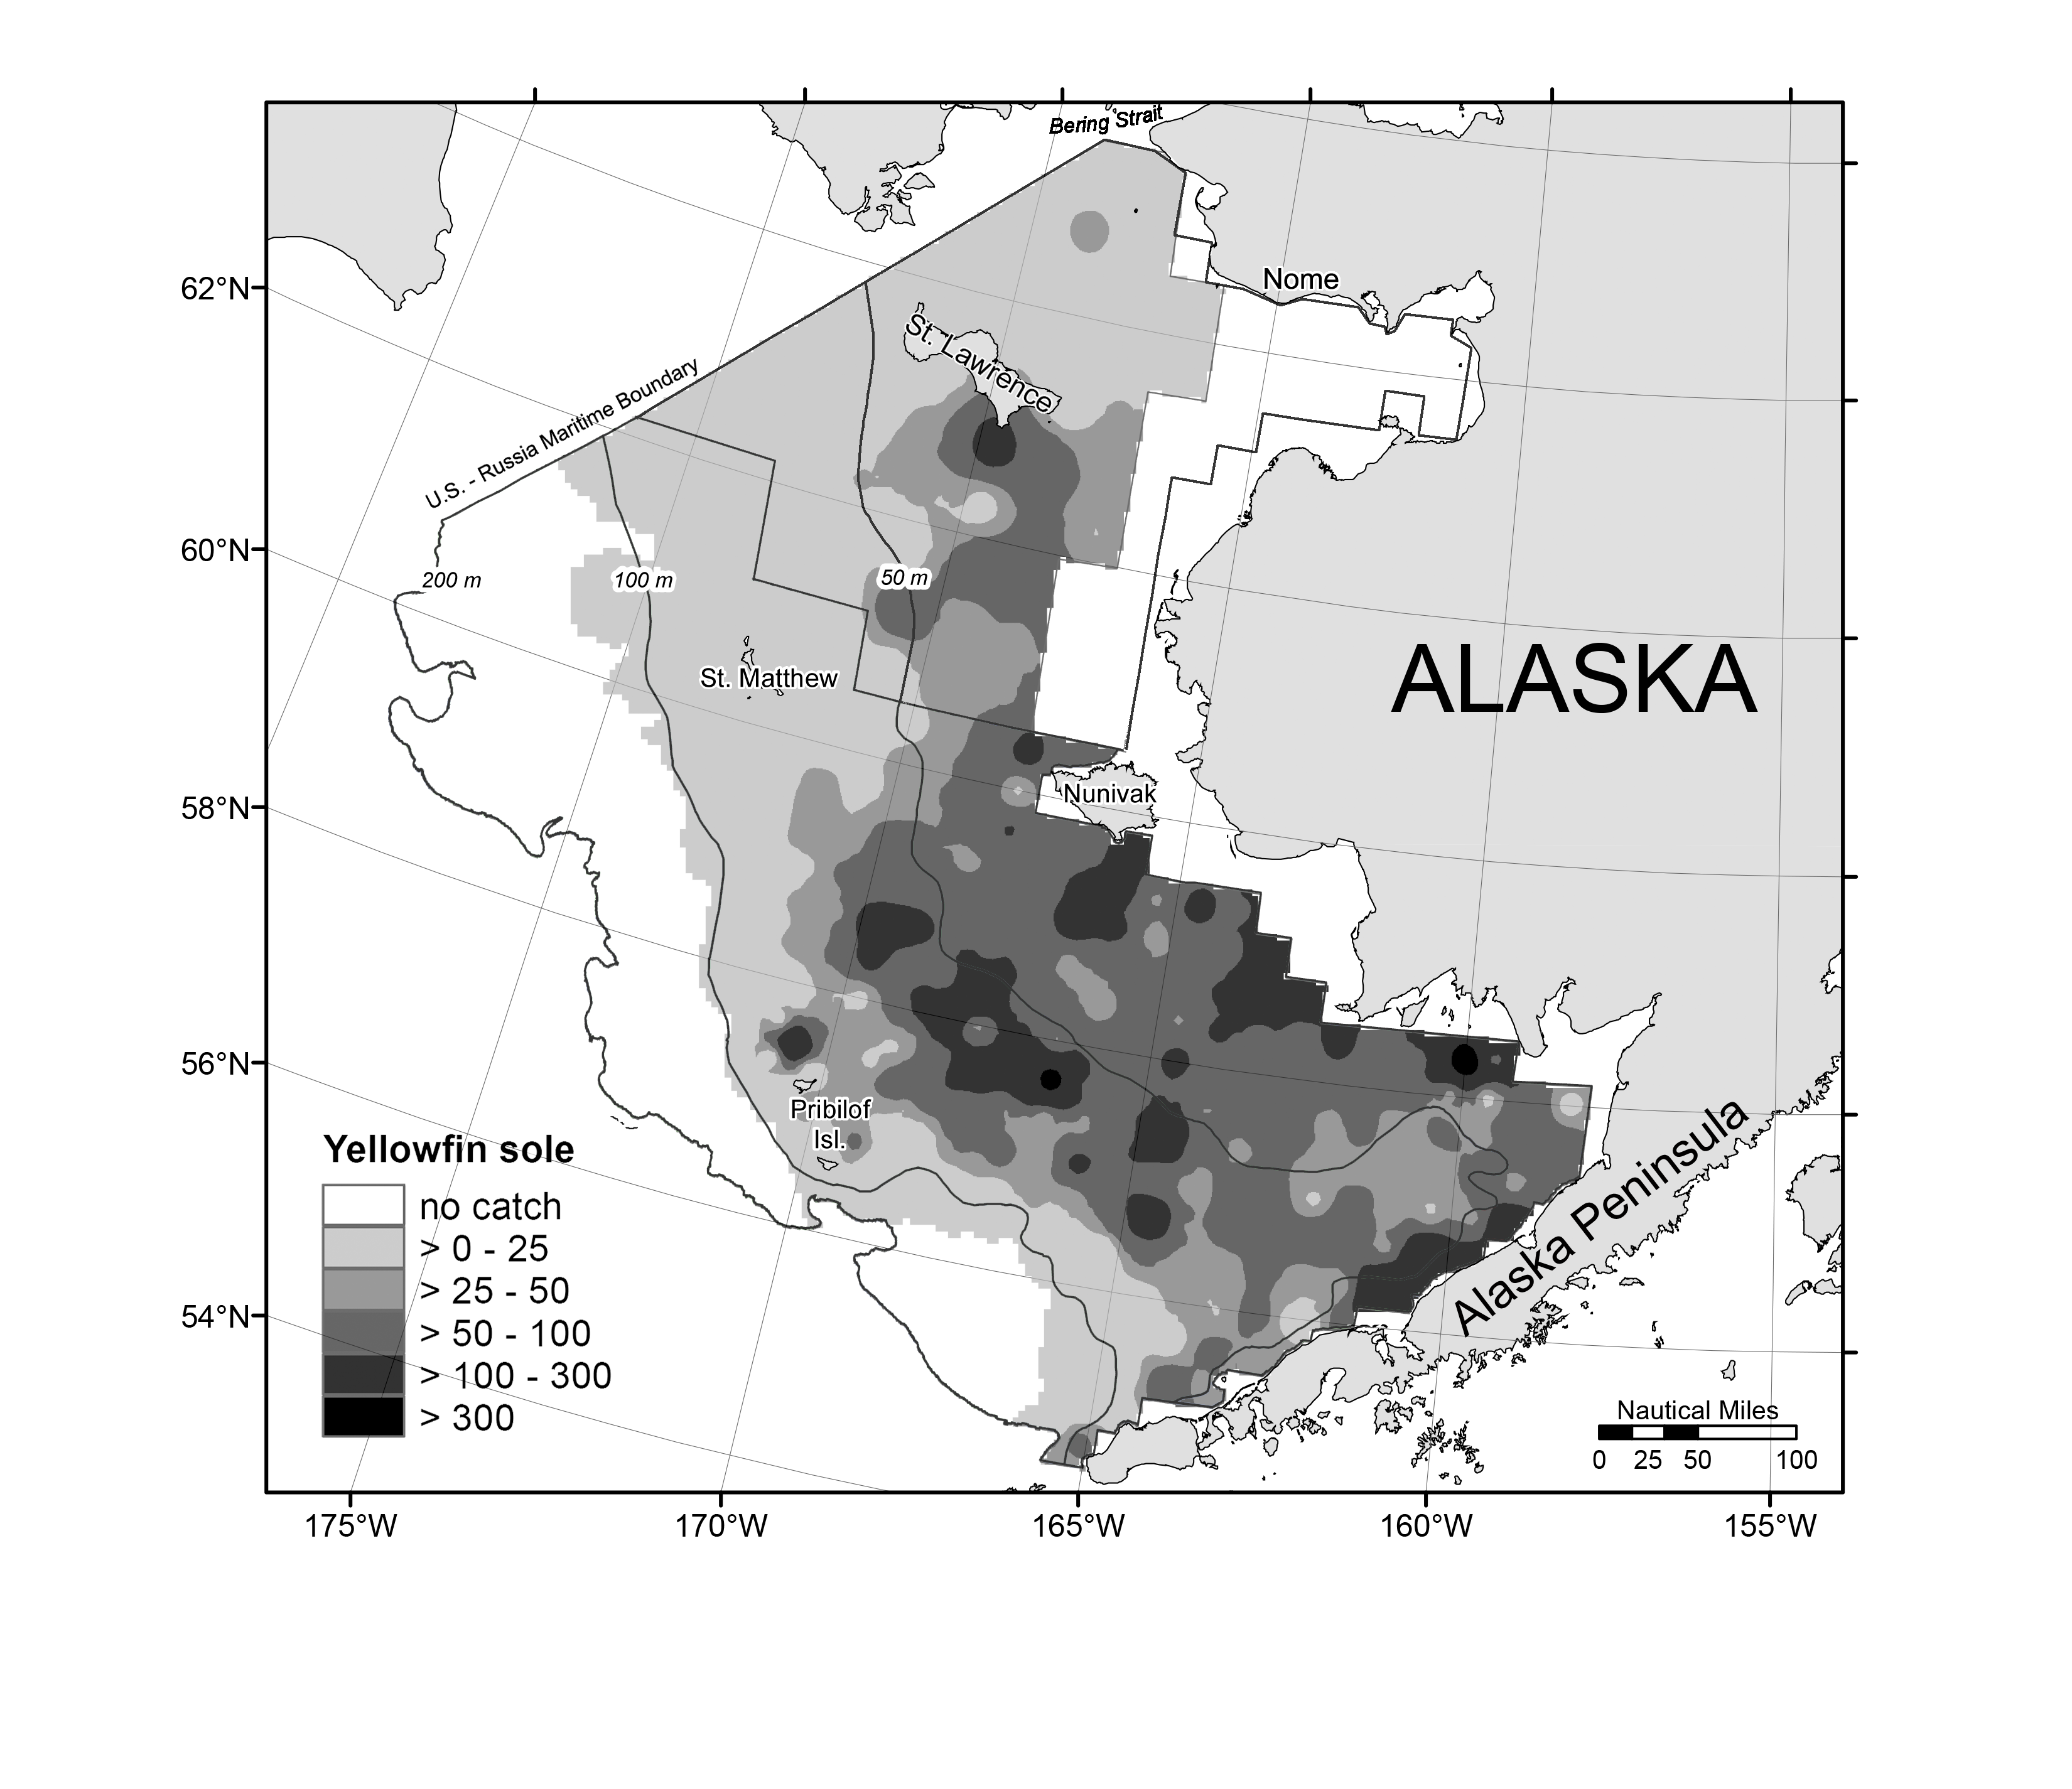 Bering Strait
Nome
62°N
St. Lawrence
U.S. - Russia Maritime Boundary
60°N
200 m
100 m
50 m
ALASKA
St. Matthew
58°N
Nunivak
56°N
Pribilof
Isl.
Alaska Peninsula
Yellowfin sole
no catch
> 0 - 25
> 25 - 50
> 50 - 100
> 100 - 300
> 300
54°N
Nautical Miles
0 25 50 100
175°W 170°W 165°W 160°W 155°W